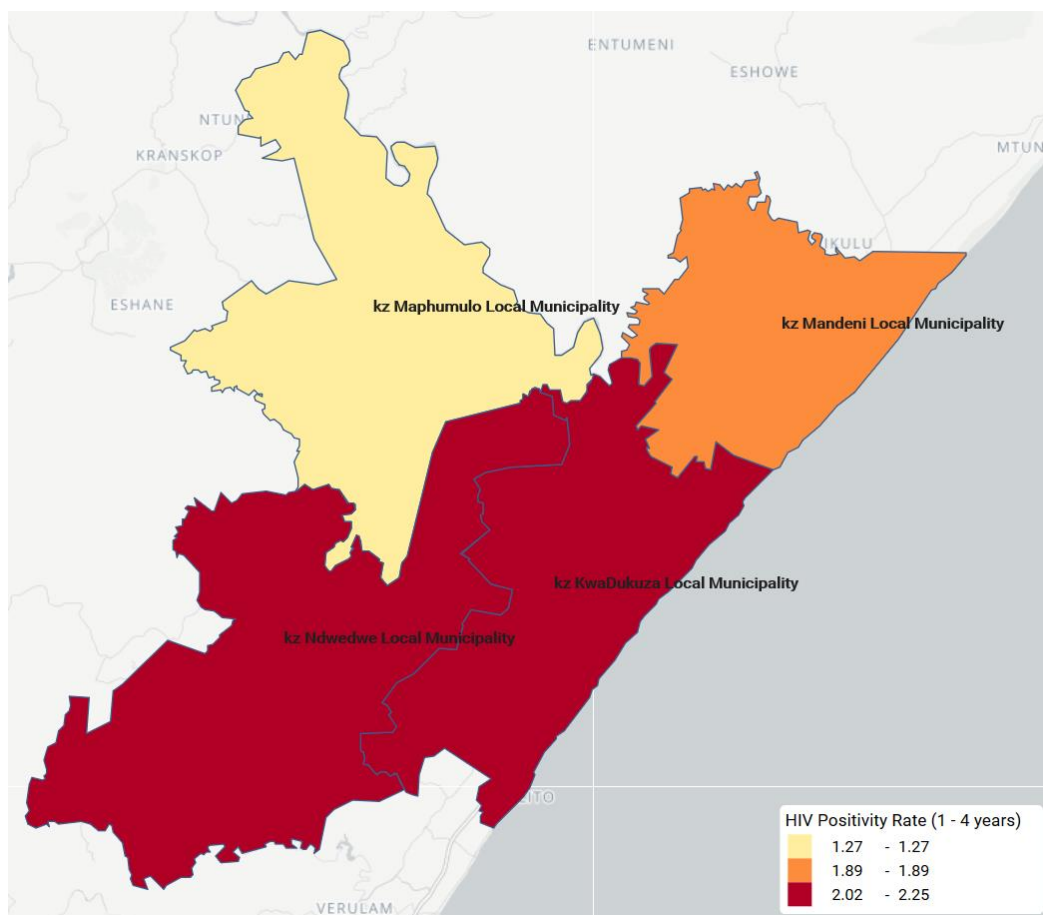 ENTUMENI
ESHOWE
NTUN
KRANSKOP
MTUN
IKULU
ESHANE
kz Maphumulo Local Municipality
kz Mandeni Local Municipality
kz KwaDukuza Local Municipality
kz Ndwedwe Local Municipality
EITO
HIV Positivity Rate (1 - 4 years)
1.27 - 1.27
1.89 - 1.89
2.02 - 2.25
VERULAM